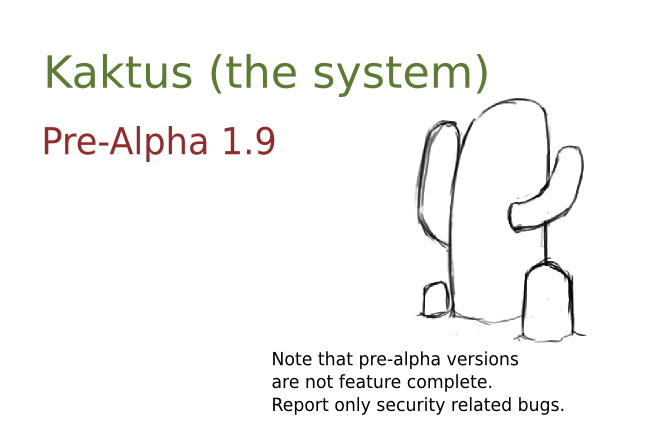 Kaktus (the system)
Pre-Alpha 1.9
Note that pre-alpha versions
are not feature complete.
Report only security related bugs.